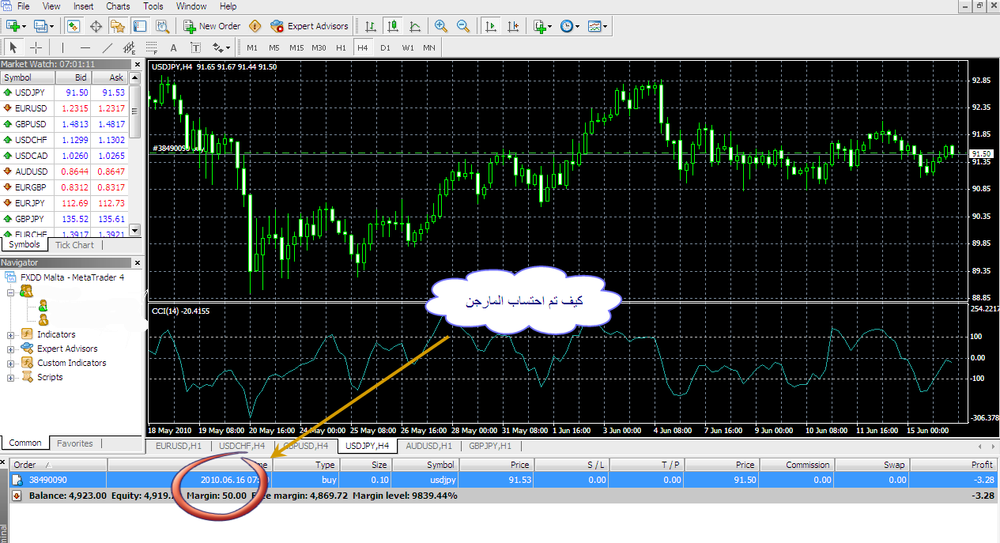 File View Insert Charts Tools Window Help
New Order Expert Advisors
A T M1 M5 M15 M30 H1 H4 D1 W1 MN
Market Watch: 07:01:11
Symbol Bid Ask
USDJPY 91.50 91.53
EURUSD 1.2315 1.2317
GBPUSD 1.4813 1.4817
USDCHF 1.1299 1.1302
USDCAD 1.0260 1.0265
AUDUSD 0.8644 0.8647
EURGBP 0.8312 0.8317
EURJPY 112.69 112.73
GBPJPY 135.52 135.61
EURCHF 1.3917 1.3921
Symbols Tick Chart
Navigator
FXDD Malta - MetaTrader 4
Indicators
Expert Advisors
Custom Indicators
Scripts
Common Favorites
USDJPY,H4 91.65 91.67 91.44 91.50
92.85
92.35
91.85
#38490090
91.50
91.35
90.85
90.35
89.85
89.35
88.85
كيف تم احتساب المارجن
CCI(14) -20.4155
254.2217
100
0.00
100
-306.378
18 May 2010 19 May 08:00 20 May 16:00 24 May 00:00 25 May 08:00 26 May 16:00 28 May 00:00 31 May 08:00 1 Jun 16:00 3 Jun 00:00 4 Jun 08:00 7 Jun 16:00 9 Jun 00:00 10 Jun 08:00 11 Jun 16:00 15 Jun 00:00
EURUSD,H1 USDCHF,H4 GBPUSD,H4 USDJPY,H4 AUDUSD,H1 GBPJPY,H1
Order Type Size Symbol Price S / L T / P Price Commission Swap Profit
38490090 2010.06.16 07: buy 0.10 usdjpy 91.53 0.00 0.00 91.50 0.00 0.00 -3.28
Balance: 4,923.00 Equity: 4,919. Margin: 50.00 Free margin: 4,869.72 Margin level: 9839.44% -3.28